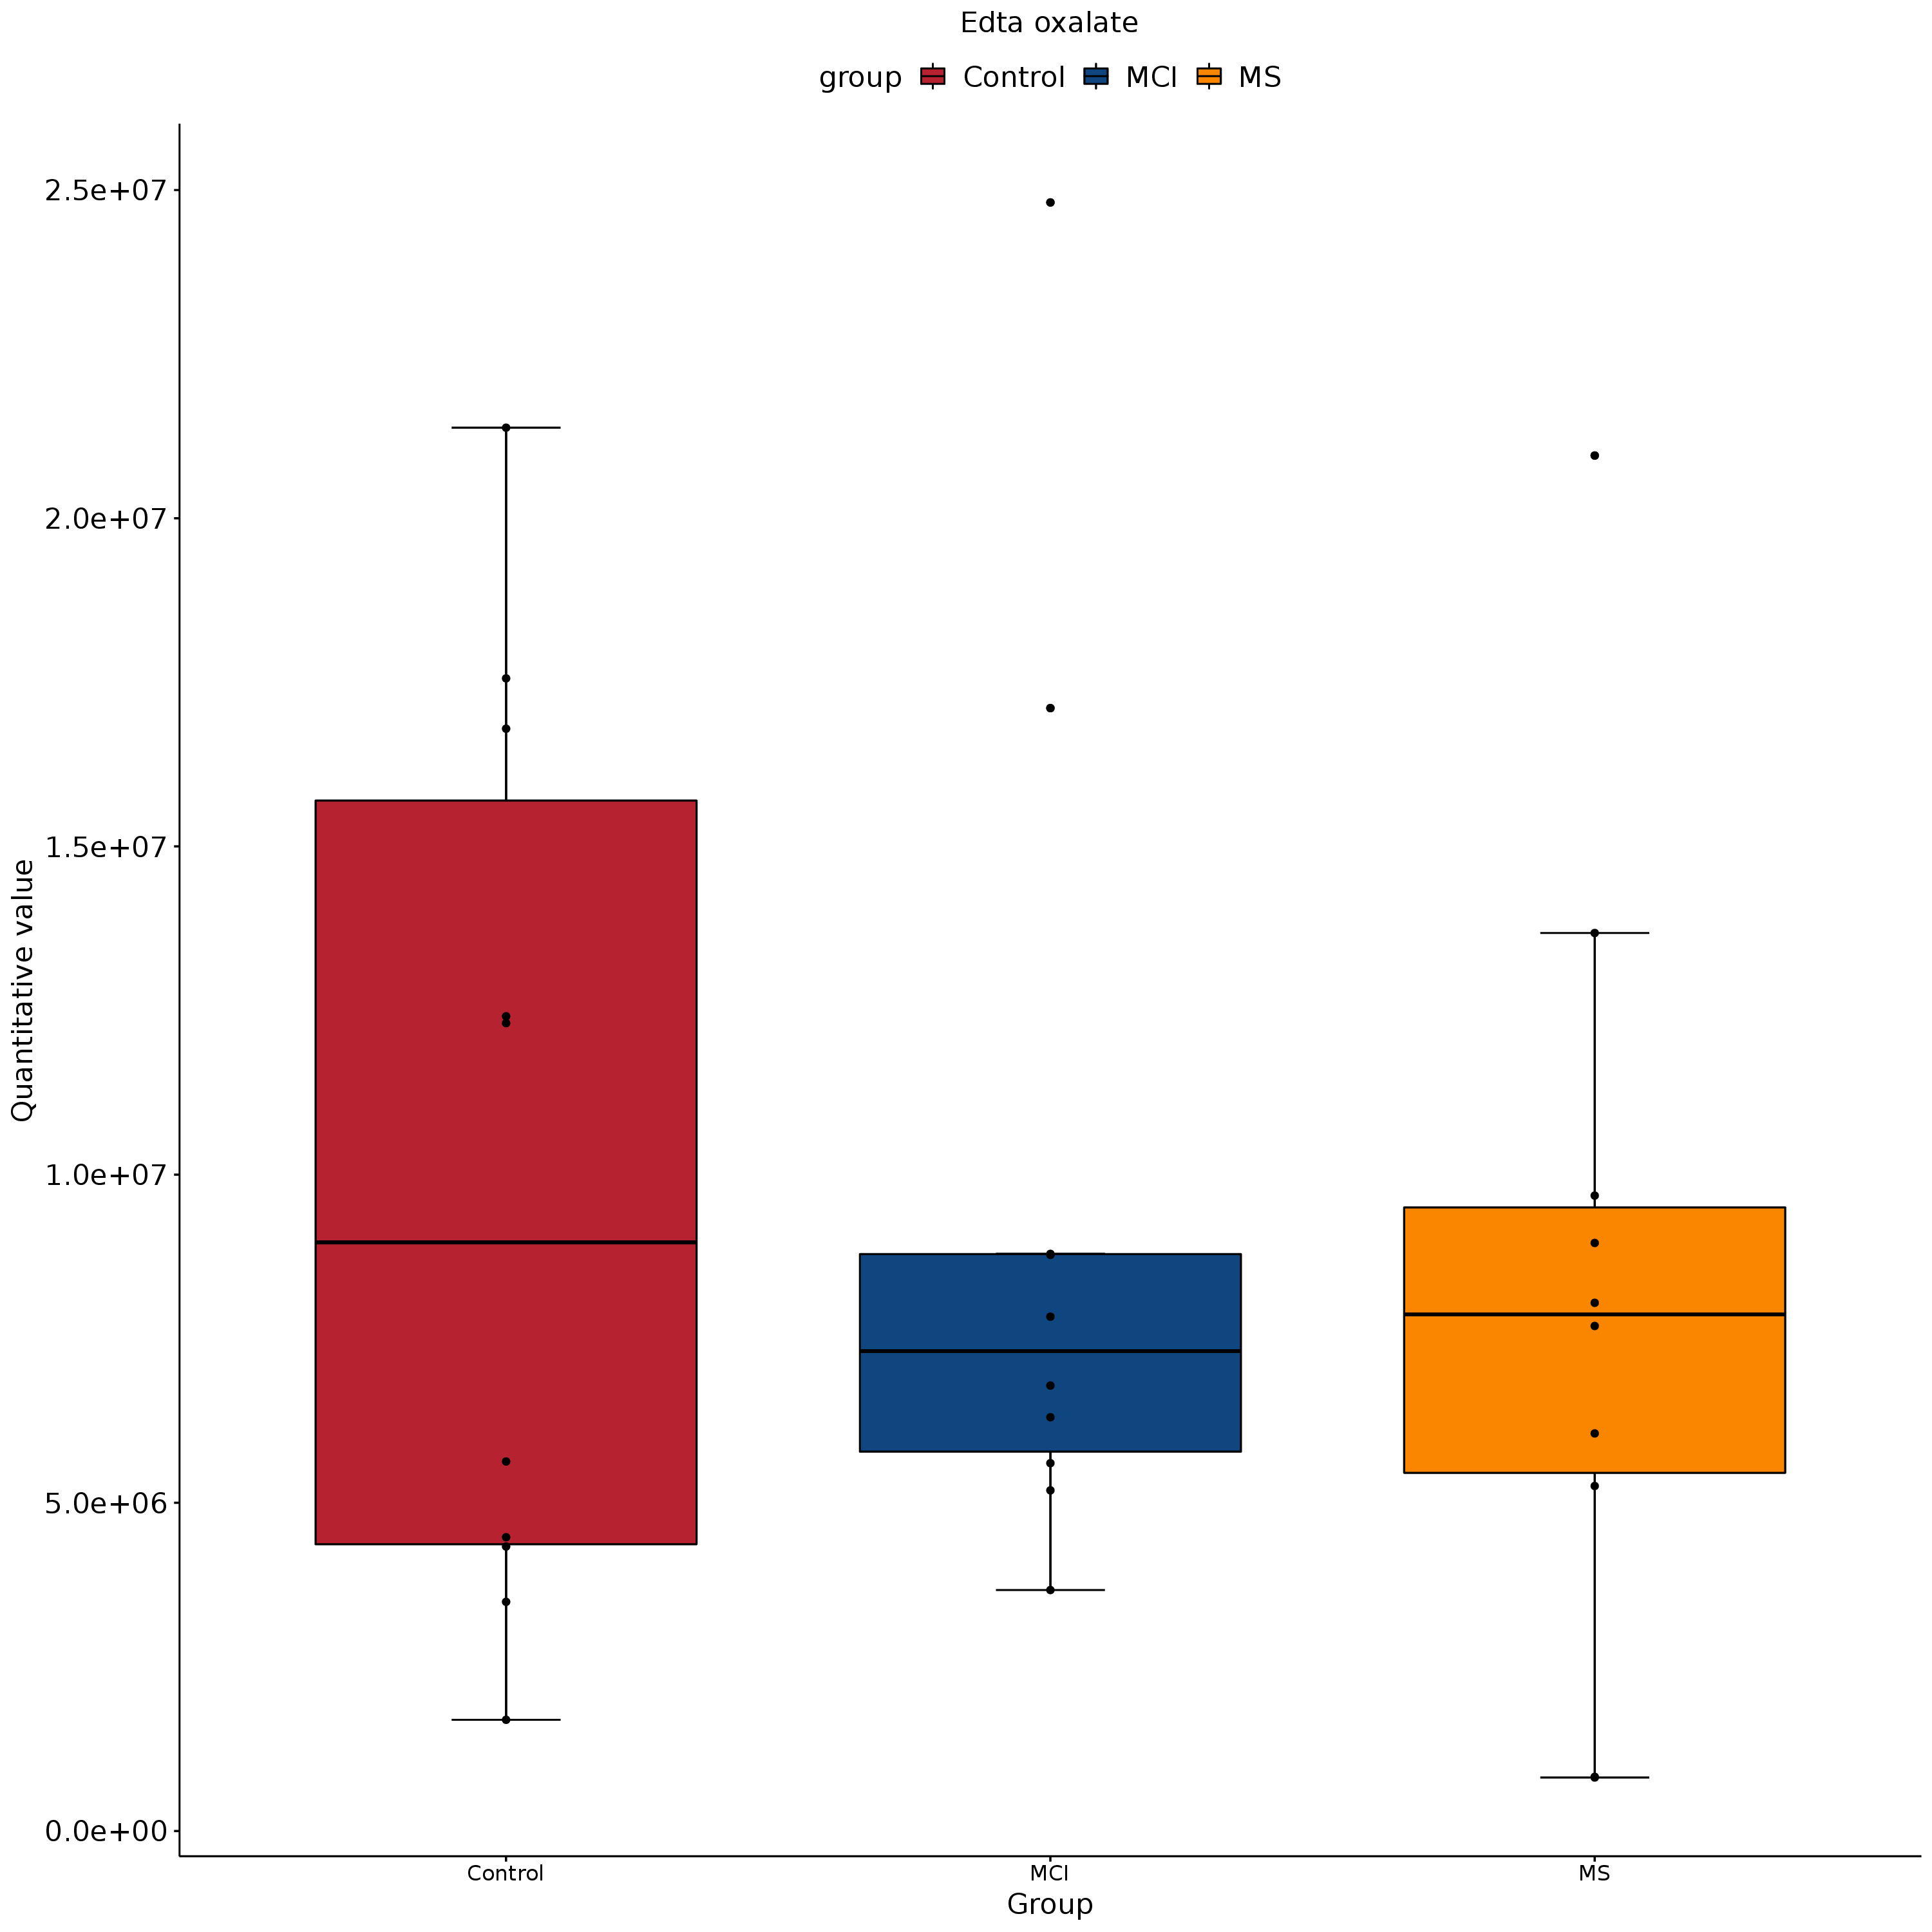 Edta oxalate
group Control MCI MS
Quantitative value
2.5e+07
2.0e+07
1.5e+07
1.0e+07
5.0e+06
0.0e+00
Control MCI MS
Group